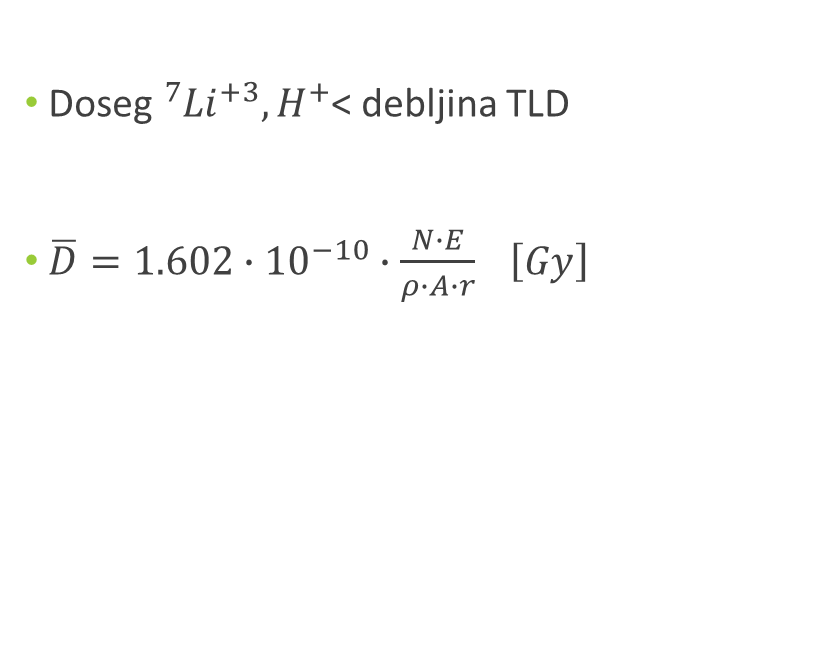 • Doseg ⁷Li⁺³, H⁺< debljina TLD
• D̅ = 1.602 · 10⁻¹⁰ · (N·E)/(ρ·A·r) [Gy]